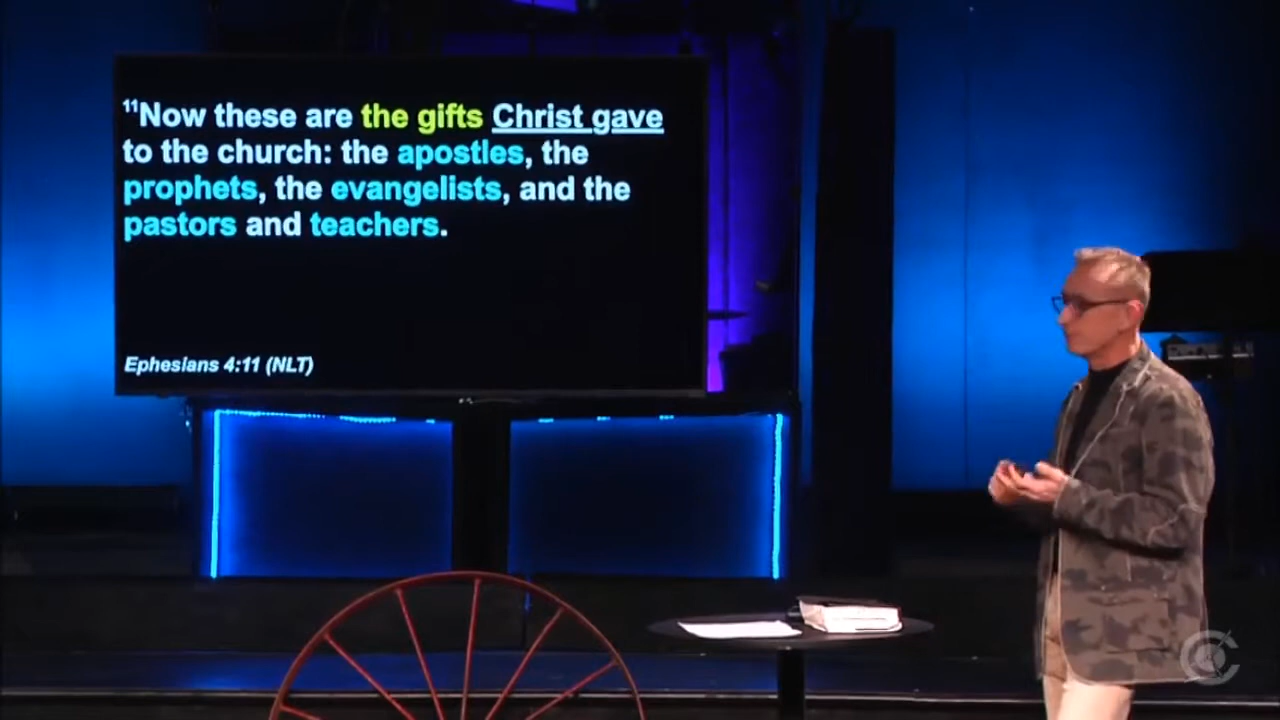 ¹¹Now these are the gifts Christ gave
to the church: the apostles, the
prophets, the evangelists, and the
pastors and teachers.
Ephesians 4:11 (NLT)